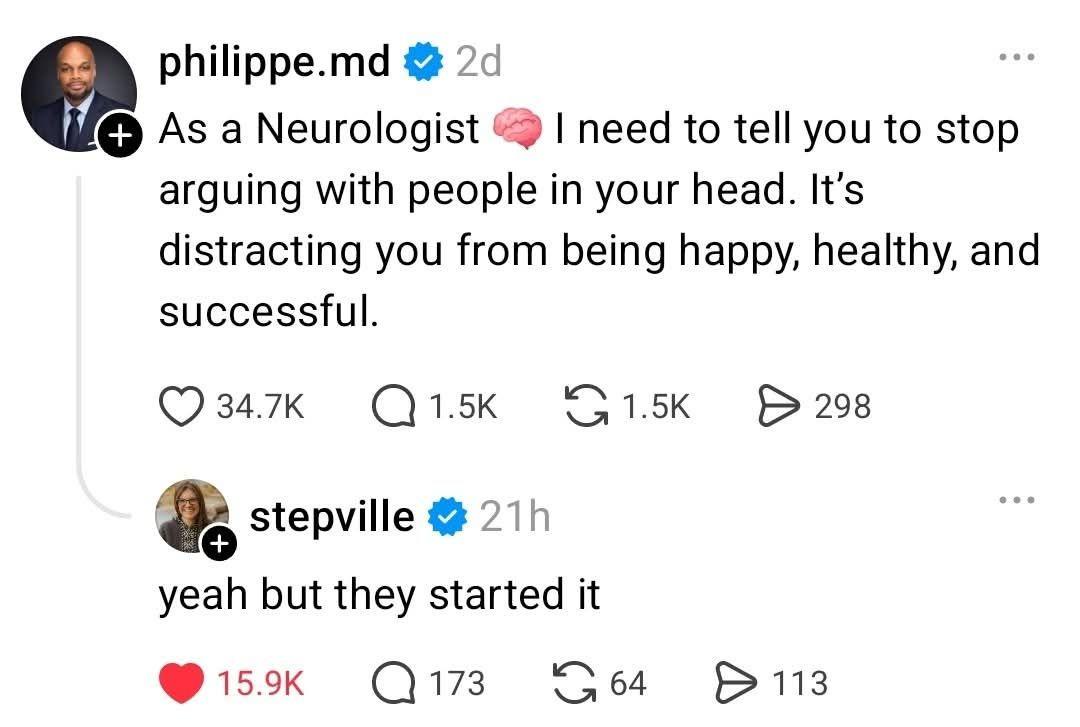 philippe.md 2d
As a Neurologist 🧠 I need to tell you to stop
arguing with people in your head. It’s
distracting you from being happy, healthy, and
successful.
34.7K 1.5K 1.5K 298
stepville 21h
yeah but they started it
15.9K 173 64 113